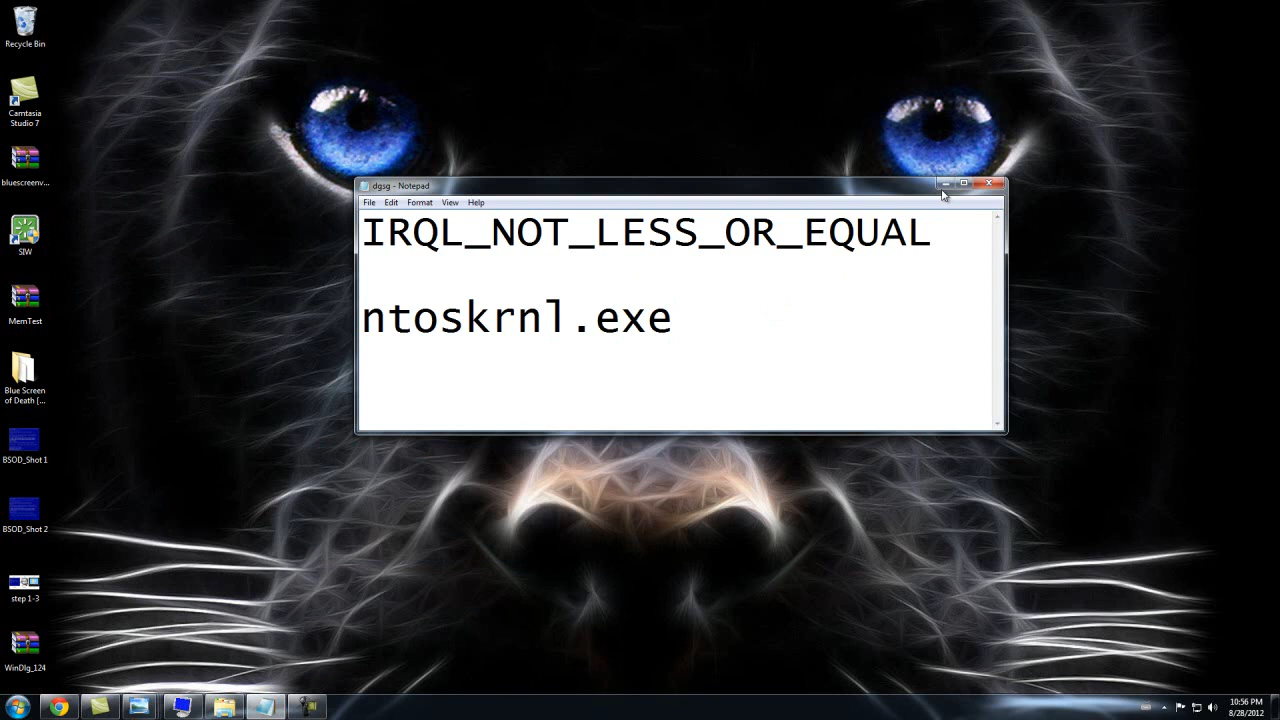 Recycle Bin
Camtasia
Studio 7
bluescreenv...
SIW
MemTest
Blue Screen
of Death (...
BSOD_Shot 1
BSOD_Shot 2
step 1-3
WinDlg_124
dgsg - Notepad
File Edit Format View Help
IRQL_NOT_LESS_OR_EQUAL
ntoskrnl.exe
10:56 PM
8/28/2012